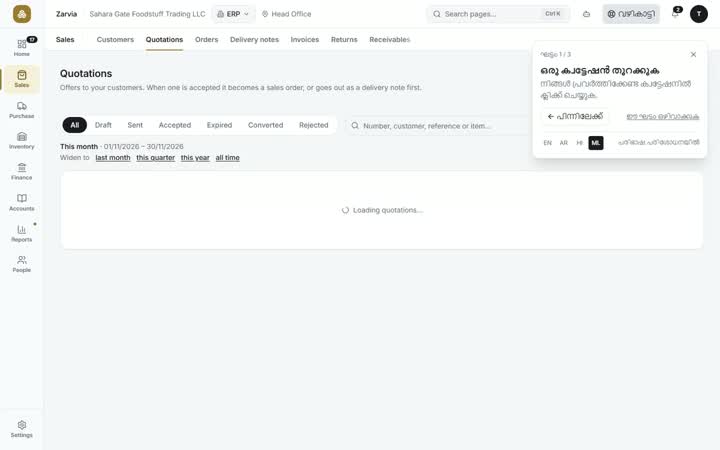 Zarvia
Sahara Gate Foodstuff Trading LLC
ERP
Head Office
Search pages...
Ctrl K
വഴികാട്ടി
2
T
17
Home
Sales
Purchase
Inventory
Finance
Accounts
Reports
People
Settings
Sales
Customers
Quotations
Orders
Delivery notes
Invoices
Returns
Receivables
Quotations
Offers to your customers. When one is accepted it becomes a sales order, or goes out as a delivery note first.
All
Draft
Sent
Accepted
Expired
Converted
Rejected
Number, customer, reference or item...
This month · 01/11/2026 – 30/11/2026
Widen to last month this quarter this year all time
Loading quotations...
ഘട്ടം 1 / 3
ഒരു ക്വട്ടേഷൻ തുറക്കുക
നിങ്ങൾ പ്രവർത്തിക്കേണ്ട ക്വട്ടേഷനിൽ
ക്ലിക്ക് ചെയ്യുക.
← പിന്നിലേക്ക്
ഈ ഘട്ടം ഒഴിവാക്കുക
EN AR HI ML
പരിഭാഷ പരിശോധനയിൽ